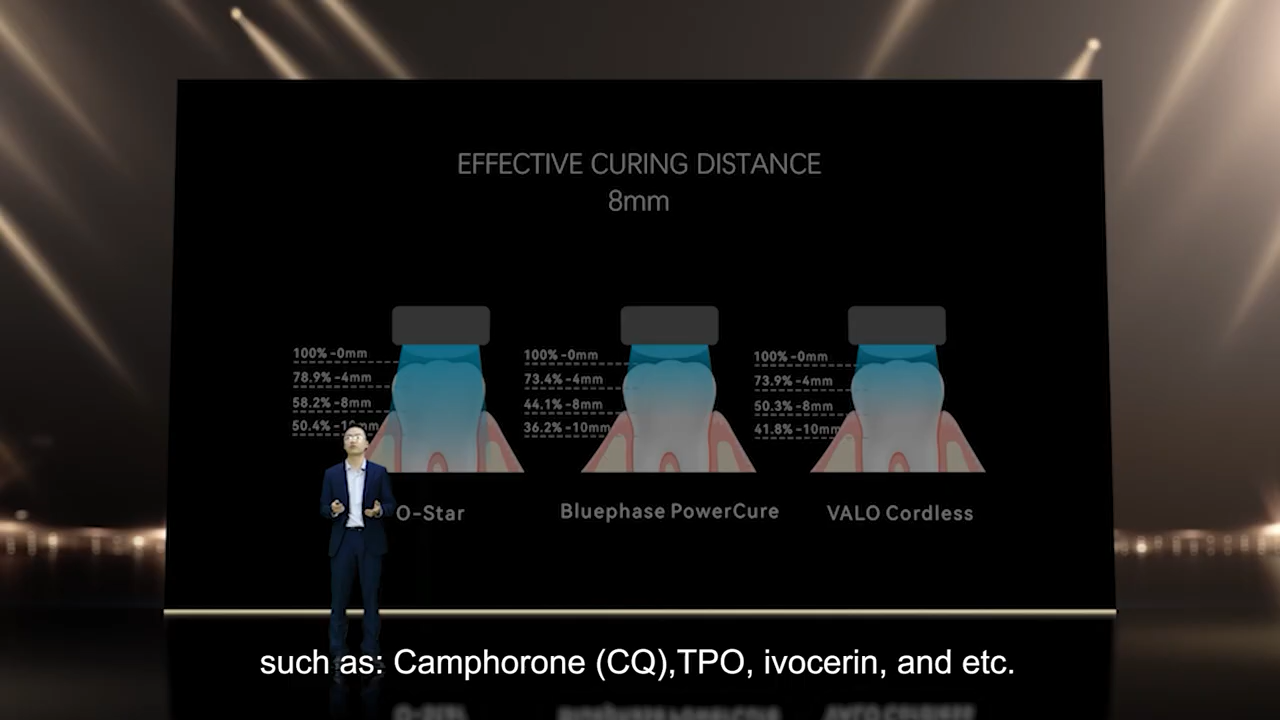 EFFECTIVE CURING DISTANCE
8mm
100% -0mm
78.9% -4mm
58.2% -8mm
50.4% -10mm
O-Star
100% -0mm
73.4% -4mm
44.1% -8mm
36.2% -10mm
Bluephase PowerCure
100% -0mm
73.9% -4mm
50.3% -8mm
41.8% -10mm
VALO Cordless
such as: Camphorone (CQ),TPO, ivocerin, and etc.